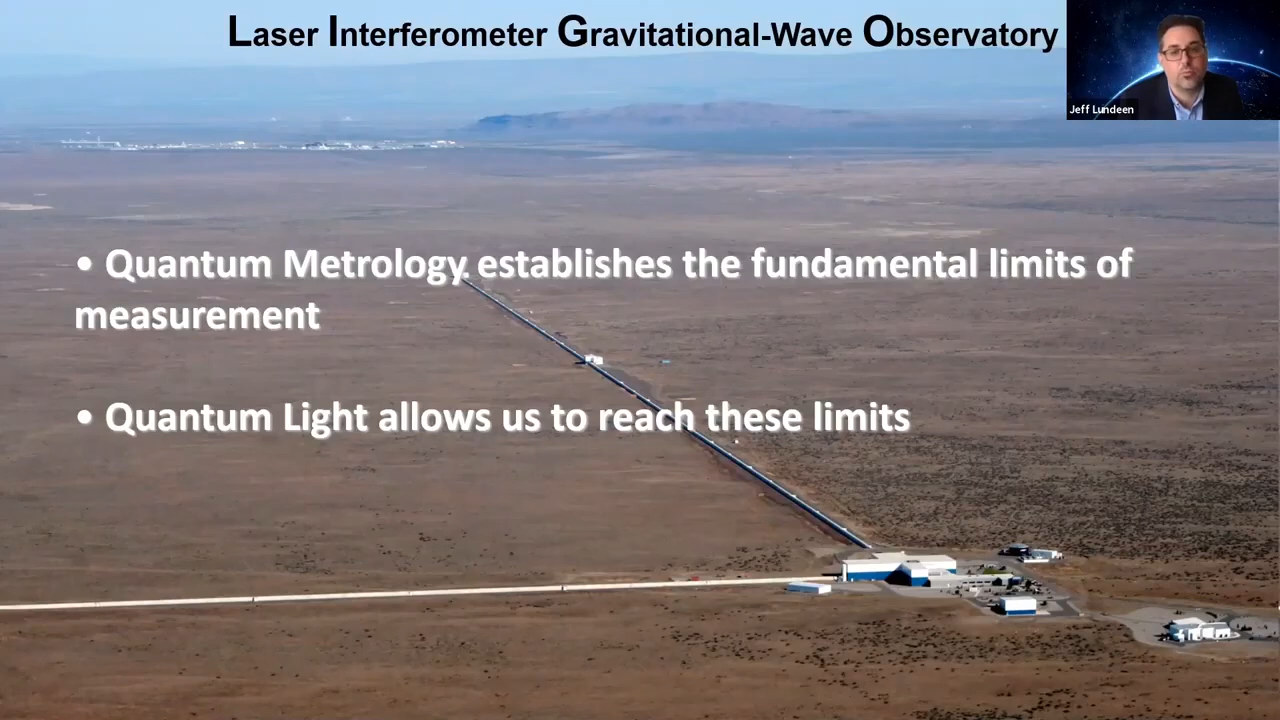 Laser Interferometer Gravitational-Wave Observatory
Jeff Lundeen
• Quantum Metrology establishes the fundamental limits of
measurement
• Quantum Light allows us to reach these limits